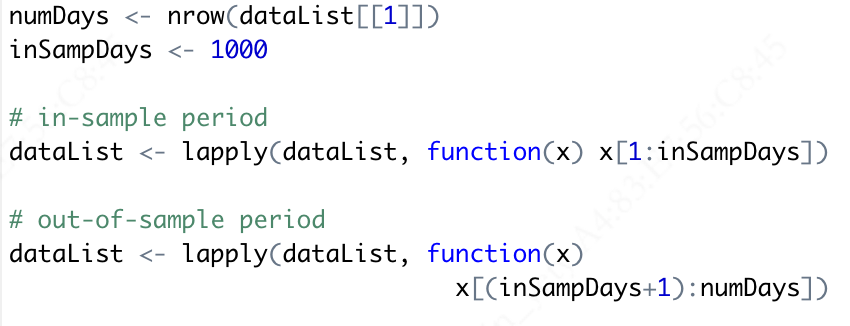 numDays <- nrow(dataList[[1]])
inSampDays <- 1000
# in-sample period
dataList <- lapply(dataList, function(x) x[1:inSampDays])
# out-of-sample period
dataList <- lapply(dataList, function(x)
x[(inSampDays+1):numDays])